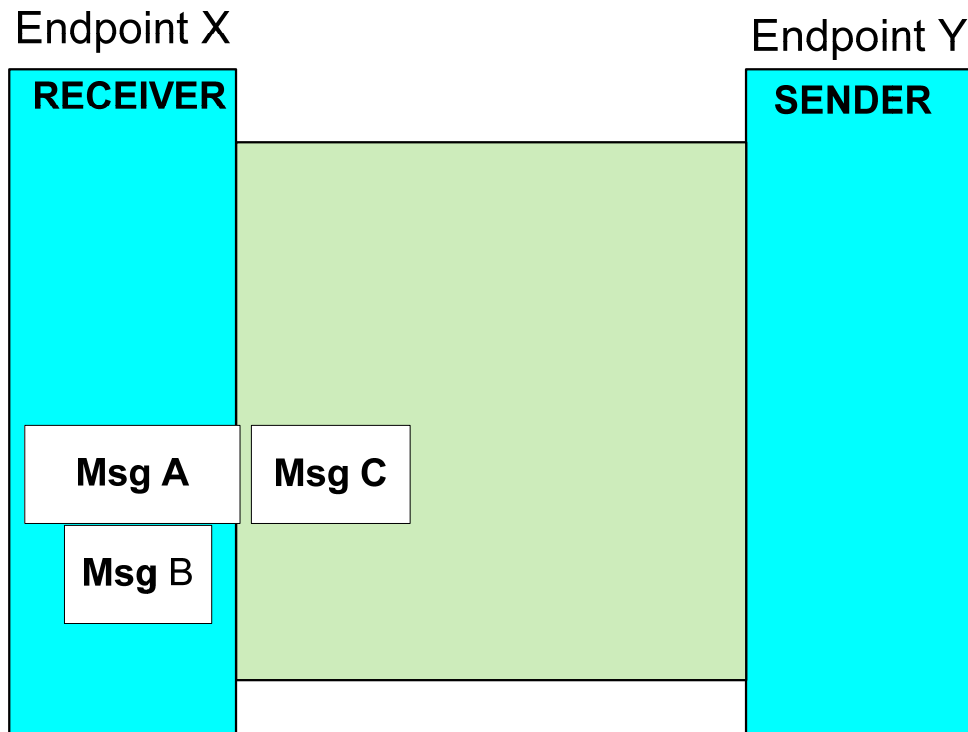 Endpoint X
Endpoint Y
RECEIVER
SENDER
Msg A
Msg C
Msg B